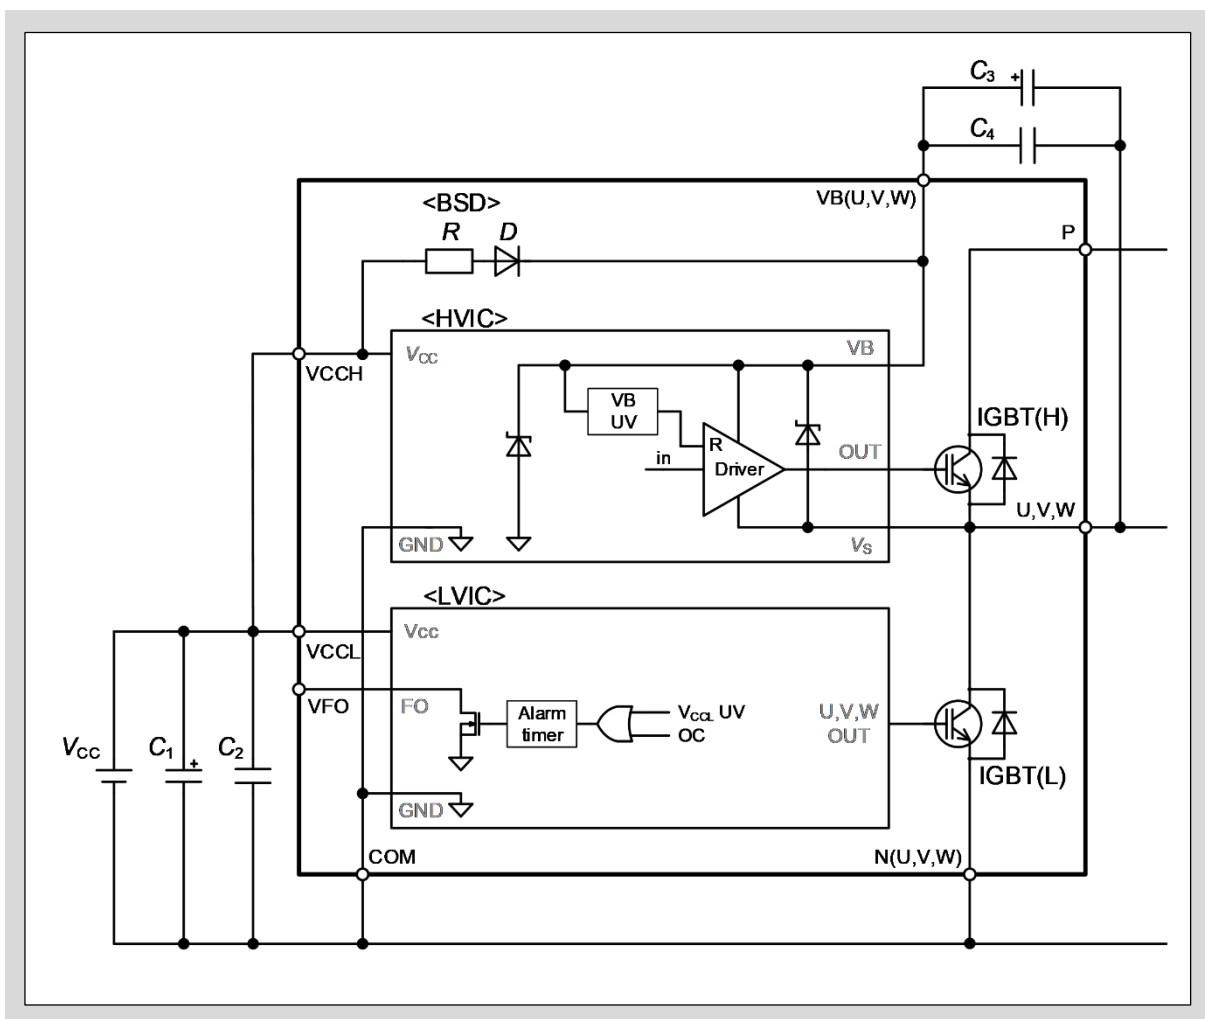 C3 +
C4
VB(U,V,W)
<BSD>
R D
P
<HVIC>
VCC
VB
VCCH
VB
UV
IGBT(H)
R
OUT
in
Driver
U,V,W
GND
VS
<LVIC>
Vcc
VCCL
VFO
FO
Alarm
timer
VCCL UV
OC
U,V,W
OUT
VCC
C1 +
C2
IGBT(L)
GND
COM
N(U,V,W)